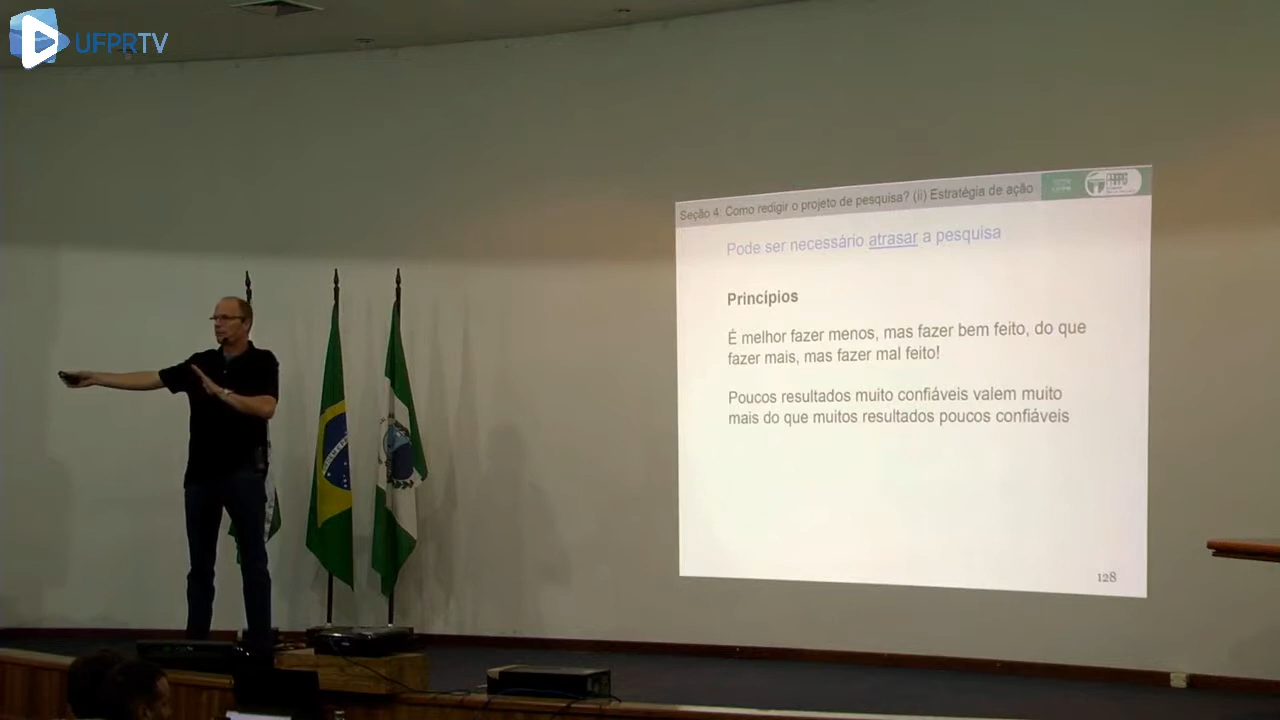 UFPRTV
Seção 4: Como redigir o projeto de pesquisa? (ii) Estratégia de ação
Pode ser necessário atrasar a pesquisa
Princípios
É melhor fazer menos, mas fazer bem feito, do que
fazer mais, mas fazer mal feito!
Poucos resultados muito confiáveis valem muito
mais do que muitos resultados poucos confiáveis
128